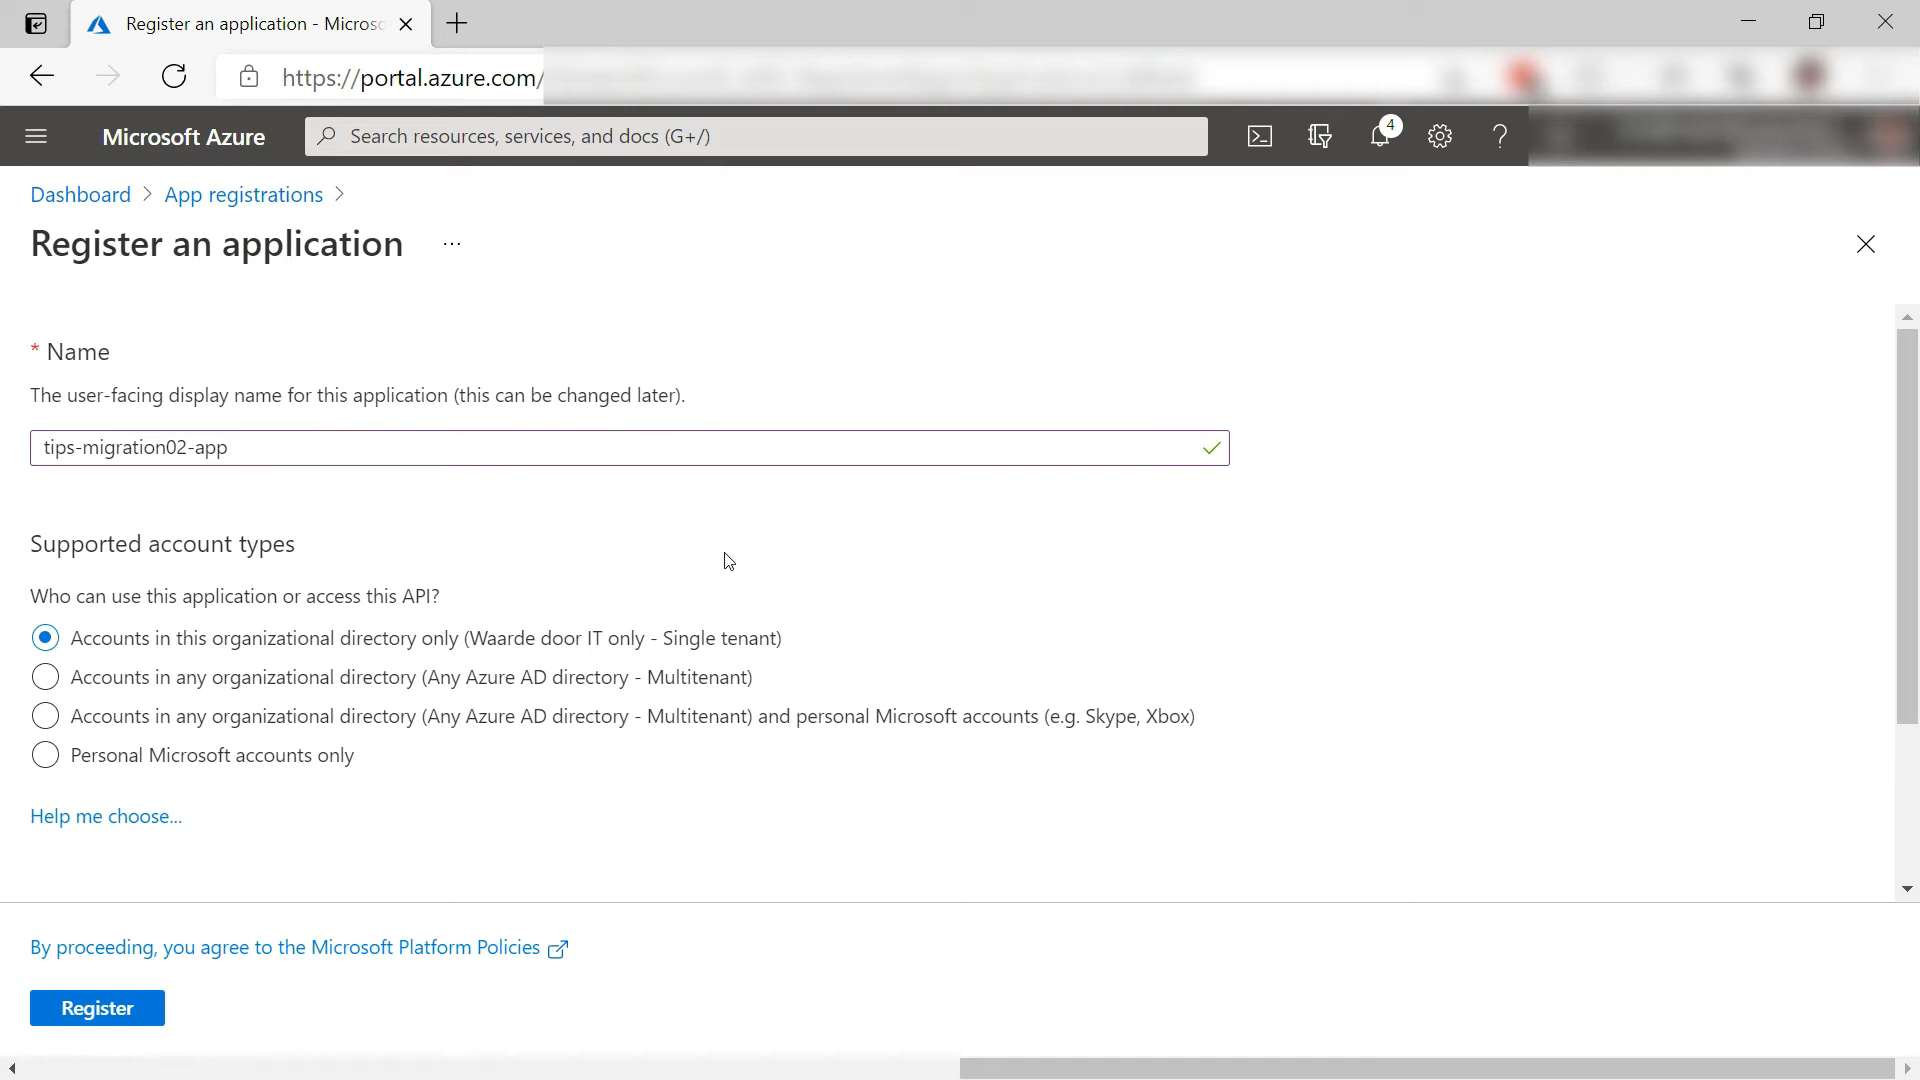 Register an application - Microso
https://portal.azure.com/
Microsoft Azure
Search resources, services, and docs (G+/)
4
Dashboard > App registrations >
Register an application ...
* Name
The user-facing display name for this application (this can be changed later).
tips-migration02-app
Supported account types
Who can use this application or access this API?
Accounts in this organizational directory only (Waarde door IT only - Single tenant)
Accounts in any organizational directory (Any Azure AD directory - Multitenant)
Accounts in any organizational directory (Any Azure AD directory - Multitenant) and personal Microsoft accounts (e.g. Skype, Xbox)
Personal Microsoft accounts only
Help me choose...
By proceeding, you agree to the Microsoft Platform Policies
Register